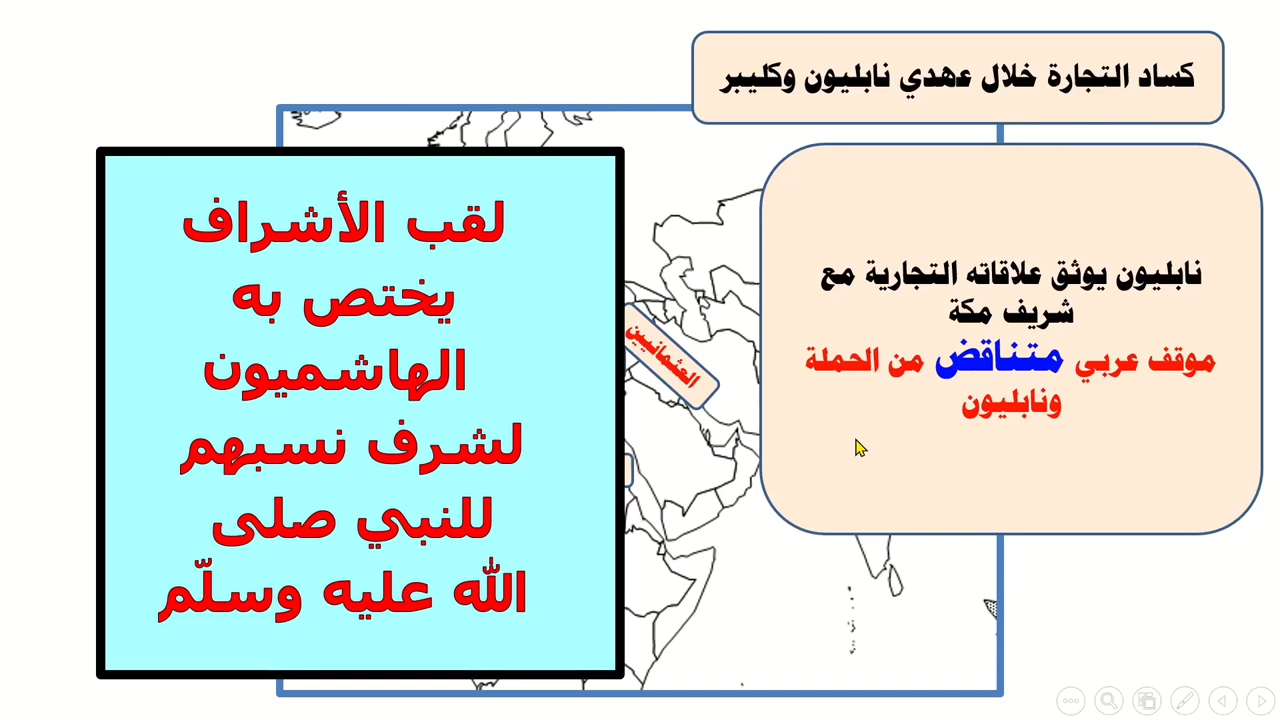 كساد التجارة خلال عهدي نابليون وكليبر
نابليون يوثق علاقاته التجارية مع
شريف مكة
موقف عربي متناقض من الحملة
ونابليون
العثمانيين
لقب الأشراف
يختص به
الهاشميون
لشرف نسبهم
للنبي صلى
الله عليه وسلّم